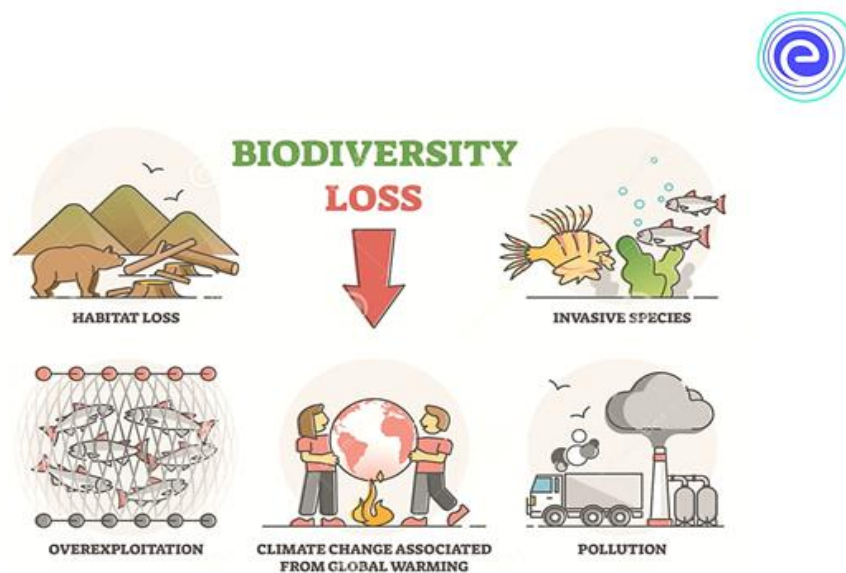 BIODIVERSITY
LOSS
HABITAT LOSS
INVASIVE SPECIES
OVEREXPLOITATION
CLIMATE CHANGE ASSOCIATED
FROM GLOBAL WARMING
POLLUTION